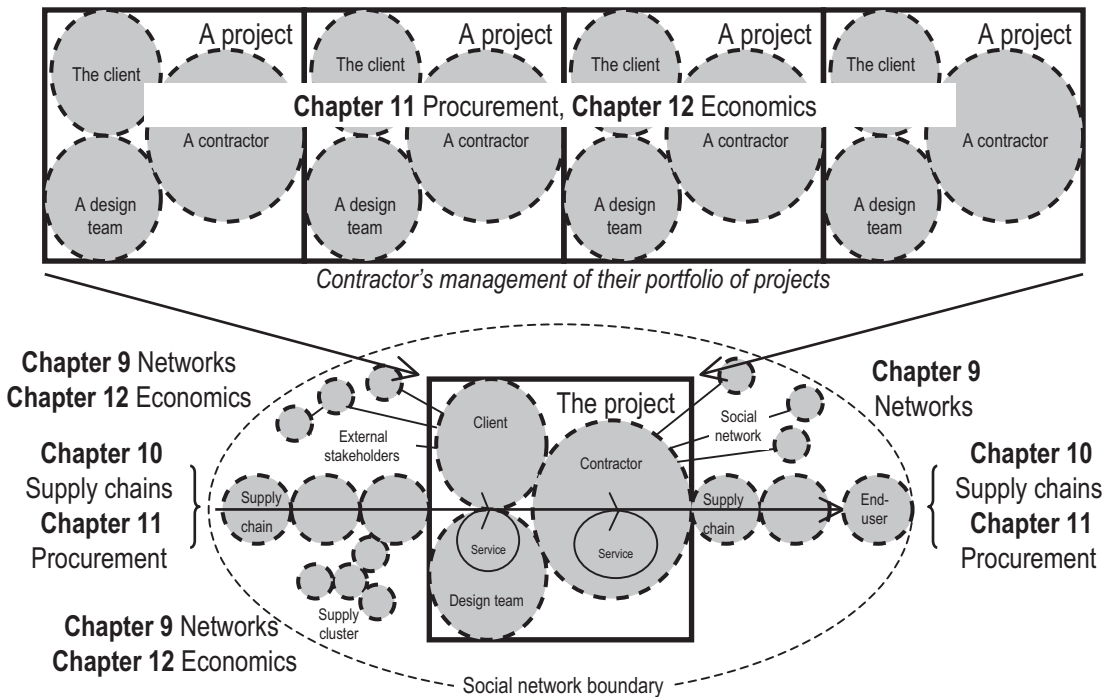 A project
A project
A project
A project
The client
The client
The client
The client
Chapter 11 Procurement, Chapter 12 Economics
A contractor
A contractor
A contractor
A contractor
A design
team
A design
team
A design
team
A design
team
Contractor's management of their portfolio of projects
Chapter 9 Networks
Chapter 12 Economics
Chapter 10
Supply chains
Chapter 11
Procurement
Chapter 9 Networks
Chapter 12 Economics
External
stakeholders
Supply
chain
Supply
cluster
The project
Client
Contractor
Service
Service
Design team
Social
network
Supply
chain
End-
user
Chapter 9
Networks
Chapter 10
Supply chains
Chapter 11
Procurement
Social network boundary